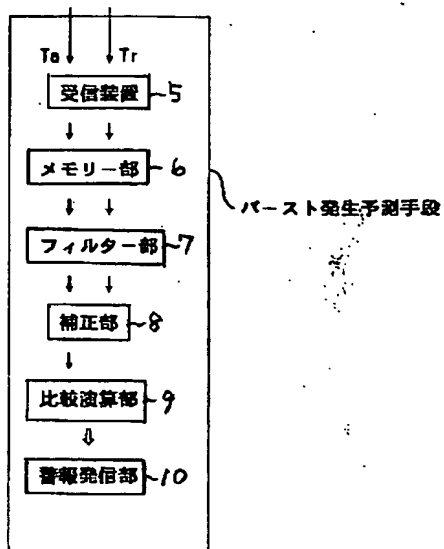 Ta Tr
受信装置 5
メモリー部 6
バースト発生予測手段
フィルター部 7
補正部 8
比較演算部 9
警報発信部 10